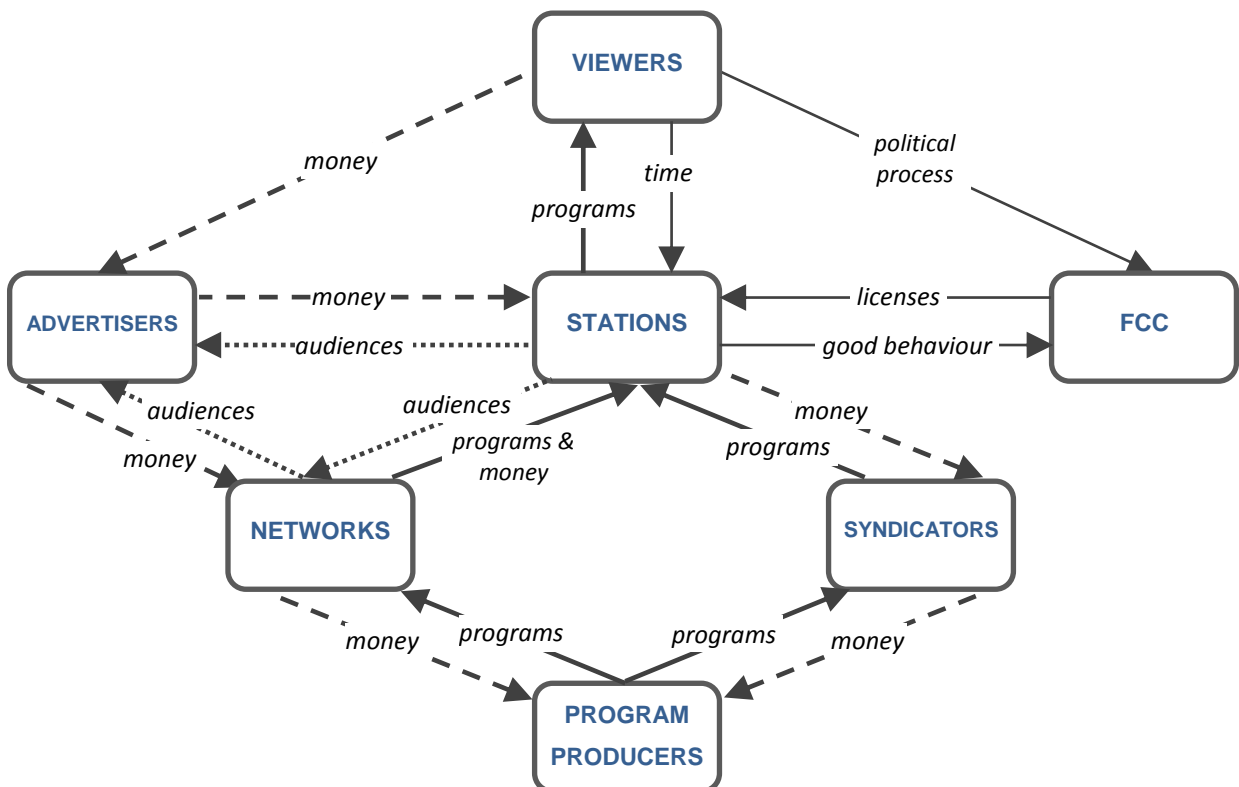 VIEWERS
money
programs
time
political
process
ADVERTISERS
money
audiences
STATIONS
licenses
good behaviour
FCC
audiences
money
audiences
programs &
money
money
programs
NETWORKS
SYNDICATORS
money
programs
programs
money
PROGRAM
PRODUCERS